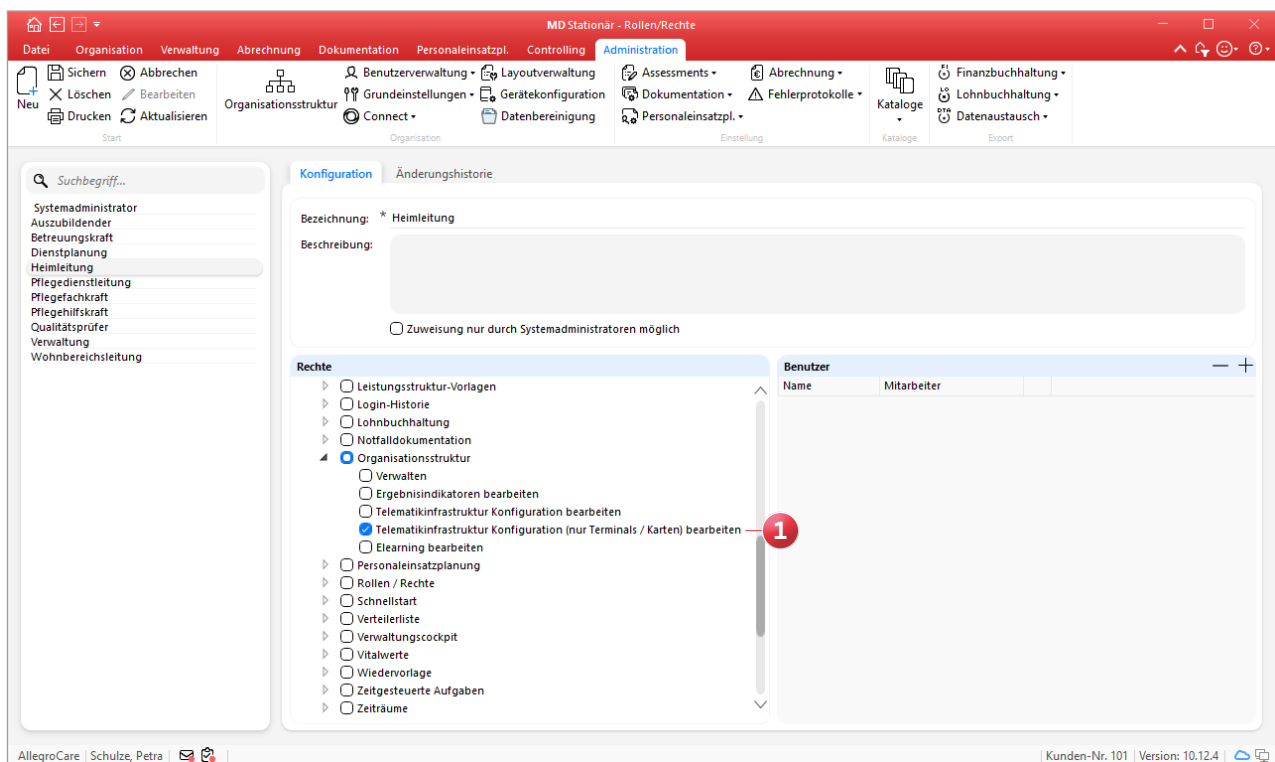 MD Stationär - Rollen/Rechte
Datei Organisation Verwaltung Abrechnung Dokumentation Personaleinsatzpl. Controlling Administration
Neu
Sichern Abbrechen
Löschen Bearbeiten
Drucken Aktualisieren
Start
Organisationsstruktur
Benutzerverwaltung Layoutverwaltung
Grundeinstellungen Gerätekonfiguration
Connect Datenbereinigung
Organisation
Assessments Abrechnung
Dokumentation Fehlerprotokolle
Personaleinsatzpl.
Einstellung
Kataloge
Kataloge
Finanzbuchhaltung
Lohnbuchhaltung
DTA Datenaustausch
Export
Suchbegriff...
Systemadministrator
Auszubildender
Betreuungskraft
Dienstplanung
Heimleitung
Pflegedienstleitung
Pflegefachkraft
Pflegehilfskraft
Qualitätsprüfer
Verwaltung
Wohnbereichsleitung
Konfiguration Änderungshistorie
Bezeichnung: * Heimleitung
Beschreibung:
Zuweisung nur durch Systemadministratoren möglich
Rechte
Leistungsstruktur-Vorlagen
Login-Historie
Lohnbuchhaltung
Notfalldokumentation
Organisationsstruktur
Verwalten
Ergebnisindikatoren bearbeiten
Telematikinfrastruktur Konfiguration bearbeiten
Telematikinfrastruktur Konfiguration (nur Terminals / Karten) bearbeiten 1
Elearning bearbeiten
Personaleinsatzplanung
Rollen / Rechte
Schnellstart
Verteilerliste
Verwaltungscockpit
Vitalwerte
Wiedervorlage
Zeitgesteuerte Aufgaben
Zeiträume
Benutzer
Name Mitarbeiter
AllegroCare Schulze, Petra
Kunden-Nr. 101 Version: 10.12.4